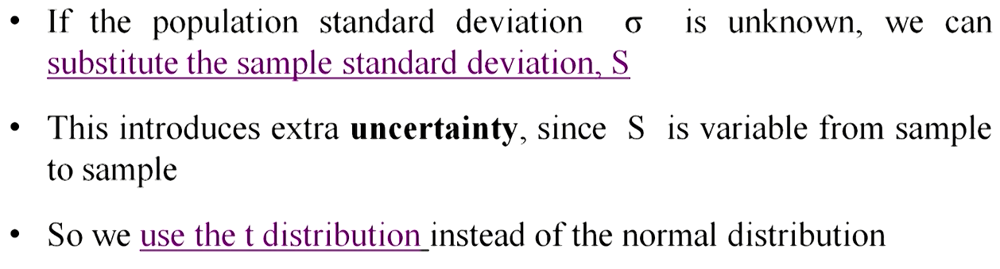 • If the population standard deviation σ is unknown, we can
substitute the sample standard deviation, S
• This introduces extra uncertainty, since S is variable from sample
to sample
• So we use the t distribution instead of the normal distribution